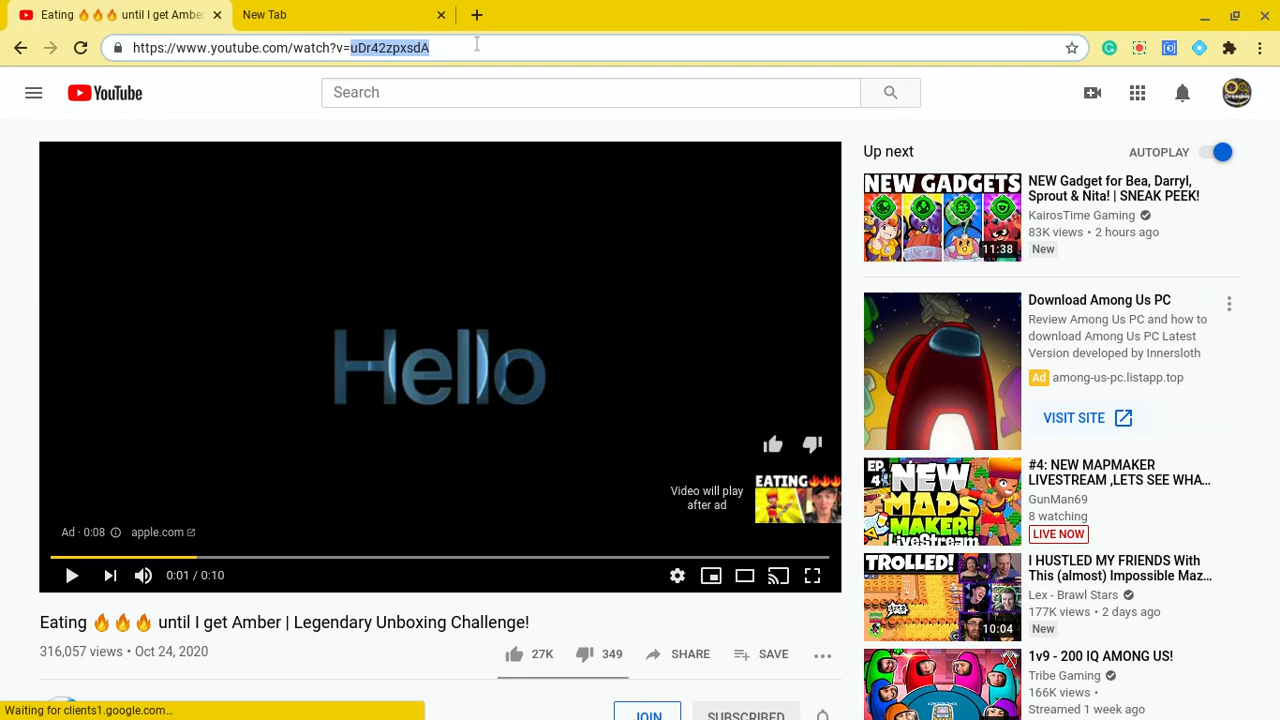 Eating 🔥🔥🔥 until I get Amber
New Tab
https://www.youtube.com/watch?v=uDr42zpxsdA
YouTube
Search
Hello
Video will play
after ad
EATING
Ad · 0:08
apple.com
0:01 / 0:10
Eating 🔥🔥🔥 until I get Amber | Legendary Unboxing Challenge!
316,057 views • Oct 24, 2020
27K
349
SHARE
SAVE
JOIN
SUBSCRIBED
Waiting for clients1.google.com…
Up next
AUTOPLAY
NEW GADGETS
11:38
NEW Gadget for Bea, Darryl,
Sprout & Nita! | SNEAK PEEK!
KairosTime Gaming
83K views • 2 hours ago
New
Download Among Us PC
Review Among Us PC and how to
download Among Us PC Latest
Version developed by Innersloth
Ad among-us-pc.listapp.top
VISIT SITE
EP.
4
NEW
MAPS
MAKER!
LiveStream
#4: NEW MAPMAKER
LIVESTREAM ,LETS SEE WHA...
GunMan69
8 watching
LIVE NOW
TROLLED!
10:04
I HUSTLED MY FRIENDS With
This (almost) Impossible Maz...
Lex - Brawl Stars
177K views • 2 days ago
New
1v9 - 200 IQ AMONG US!
Tribe Gaming
166K views •
Streamed 1 week ago